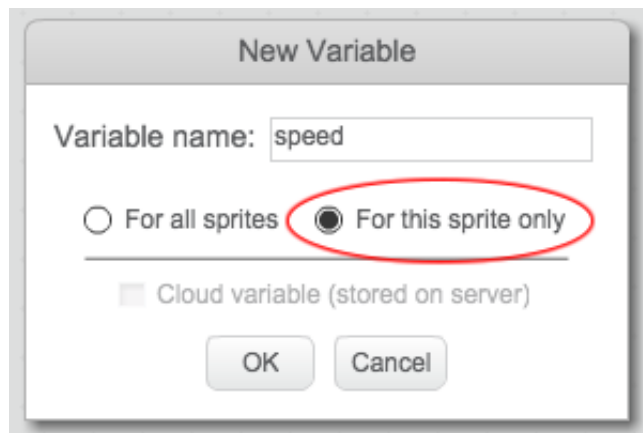 New Variable
Variable name: speed
For all sprites For this sprite only
Cloud variable (stored on server)
OK Cancel